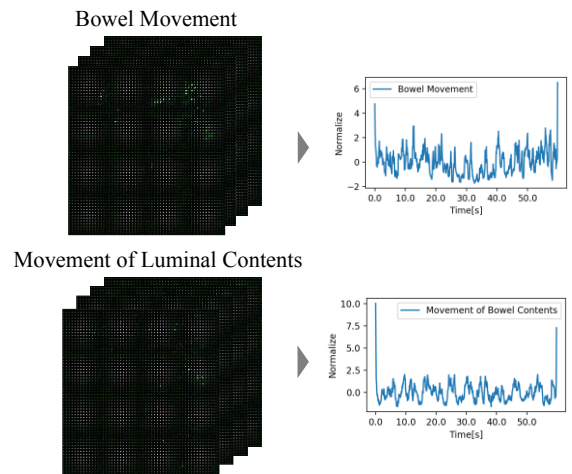 Bowel Movement
Bowel Movement
Normalize
6
4
2
0
−2
0.0 10.0 20.0 30.0 40.0 50.0
Time[s]
Movement of Luminal Contents
Movement of Bowel Contents
Normalize
10.0
7.5
5.0
2.5
0.0
0.0 10.0 20.0 30.0 40.0 50.0
Time[s]